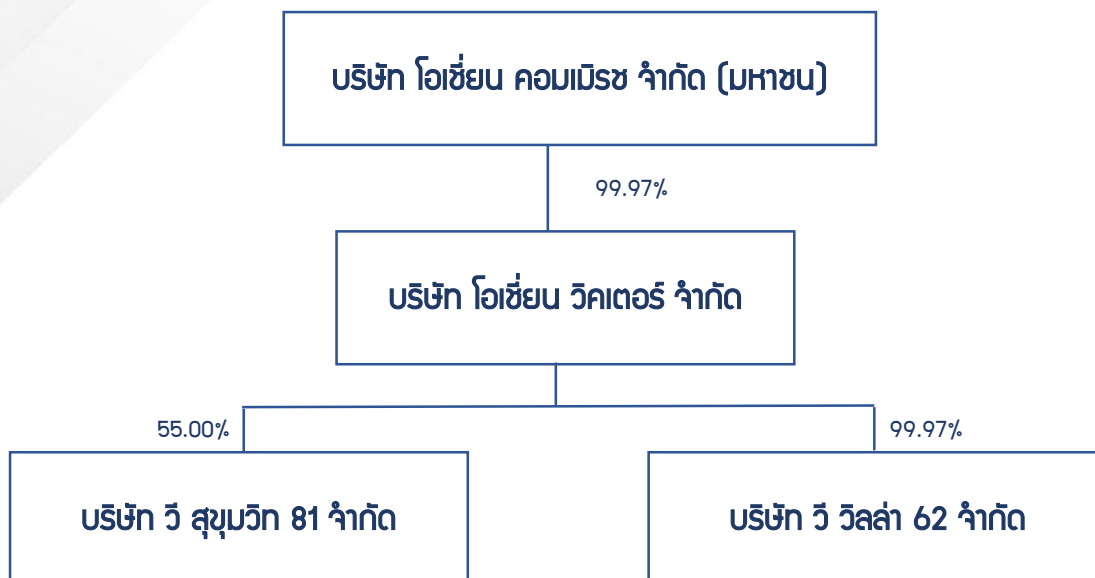 บริษัท โอเชี่ยน คอมเมิรซ จำกัด (มหาชน)
99.97%
บริษัท โอเชี่ยน วิคเตอร์ จำกัด
55.00%
99.97%
บริษัท วี สุขุมวิท 81 จำกัด
บริษัท วี วิลล่า 62 จำกัด